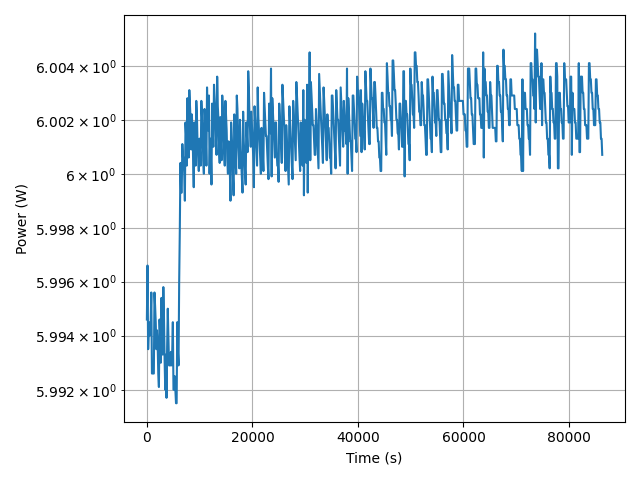 6.004 × 10⁰
6.002 × 10⁰
6 × 10⁰
5.998 × 10⁰
5.996 × 10⁰
5.994 × 10⁰
5.992 × 10⁰
Power (W)
0 20000 40000 60000 80000
Time (s)